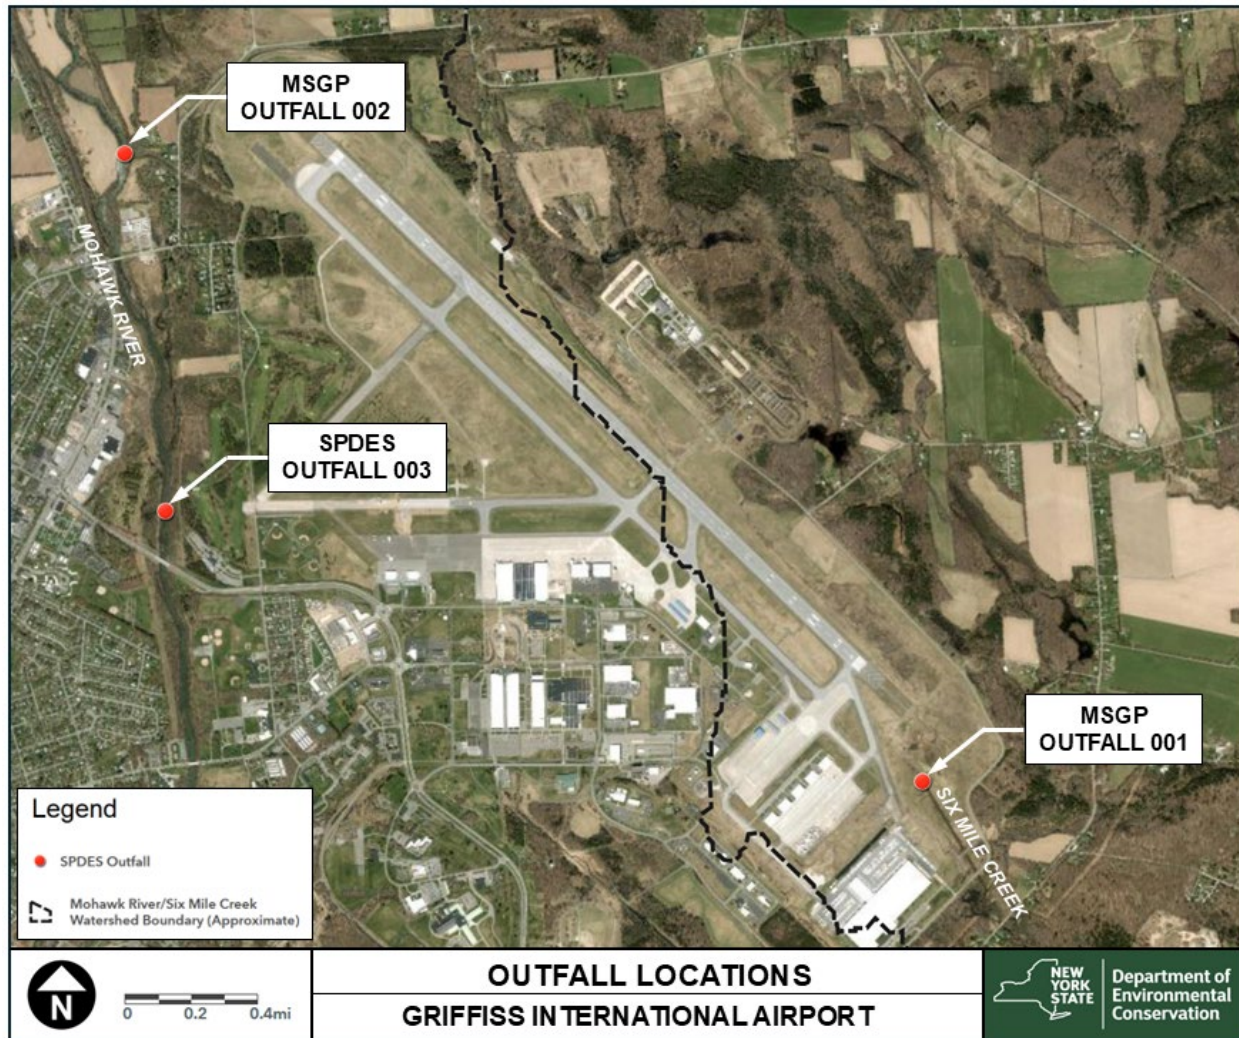 MSGP
OUTFALL 002
MOHAWK RIVER
SPDES
OUTFALL 003
MSGP
OUTFALL 001
SIX MILE CREEK
Legend
SPDES Outfall
Mohawk River/Six Mile Creek
Watershed Boundary (Approximate)
N
0 0.2 0.4mi
OUTFALL LOCATIONS
GRIFFISS INTERNATIONAL AIRPORT
NEW
YORK
STATE
Department of
Environmental
Conservation